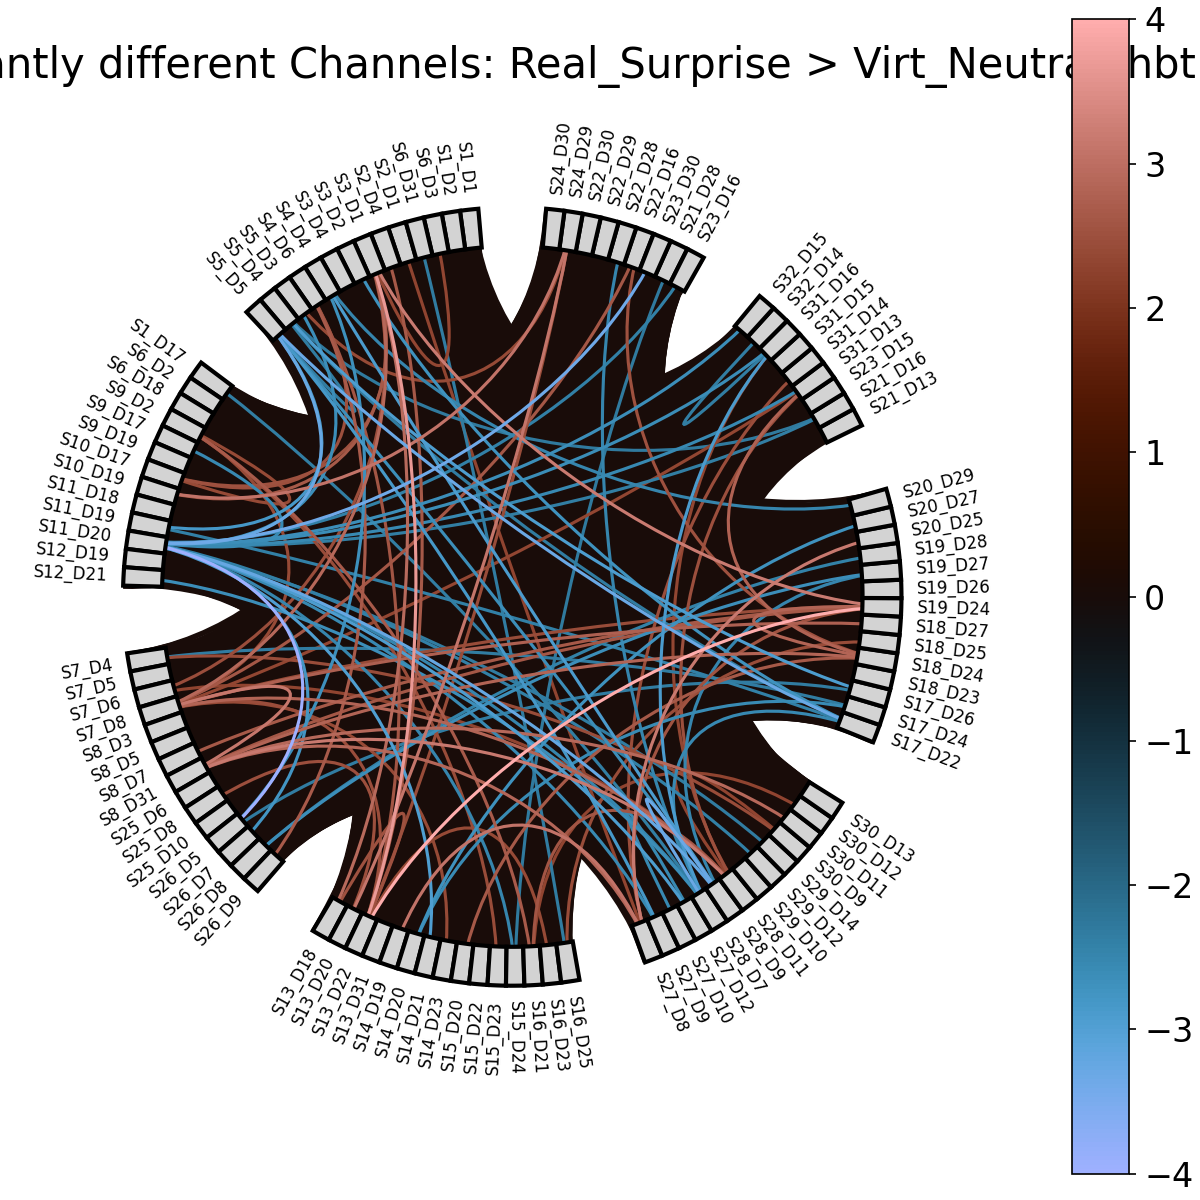 antly different Channels: Real_Surprise > Virt_Neutra hbt
S24_D30
S24_D29
S22_D30
S22_D29
S22_D28
S22_D16
S23_D30
S21_D28
S23_D16
S32_D15
S32_D14
S31_D16
S31_D15
S31_D14
S31_D13
S23_D15
S21_D16
S21_D13
S20_D29
S20_D27
S20_D25
S19_D28
S19_D27
S19_D26
S19_D24
S18_D27
S18_D25
S18_D24
S18_D23
S17_D26
S17_D24
S17_D22
S30_D13
S30_D12
S30_D11
S30_D9
S29_D14
S29_D12
S29_D10
S28_D11
S28_D9
S28_D7
S27_D12
S27_D10
S27_D9
S27_D8
S16_D25
S16_D23
S16_D21
S15_D24
S15_D23
S15_D22
S15_D20
S14_D23
S14_D21
S14_D20
S14_D19
S13_D31
S13_D22
S13_D20
S13_D18
S26_D9
S26_D8
S26_D7
S26_D5
S25_D10
S25_D8
S25_D6
S8_D31
S8_D7
S8_D5
S8_D3
S7_D8
S7_D6
S7_D5
S7_D4
S12_D21
S12_D19
S11_D20
S11_D19
S11_D18
S10_D19
S10_D17
S9_D19
S9_D17
S9_D2
S6_D18
S6_D2
S1_D17
S5_D5
S5_D4
S5_D3
S4_D6
S4_D4
S3_D4
S3_D2
S3_D1
S2_D4
S2_D1
S6_D31
S6_D3
S1_D2
S1_D1
4
3
2
1
0
−1
−2
−3
−4